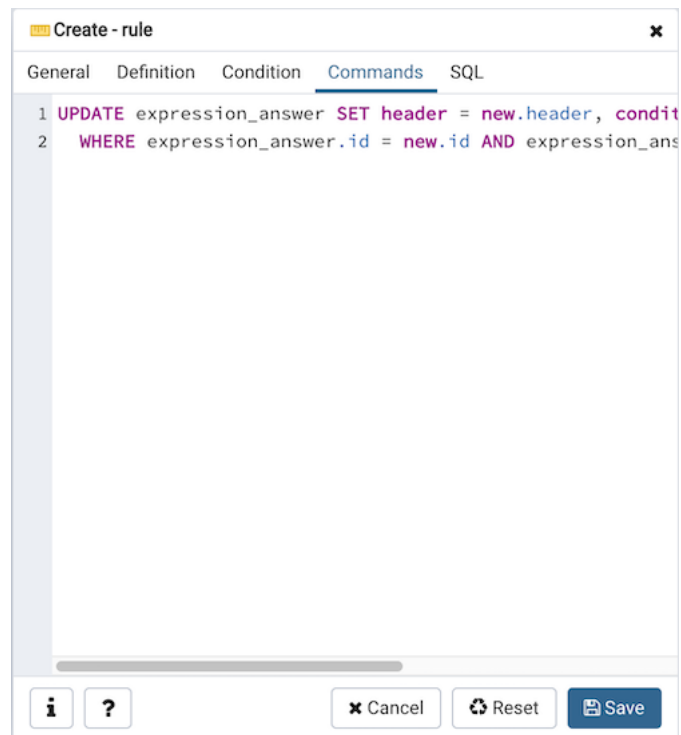 Create - rule
General Definition Condition Commands SQL
1 UPDATE expression_answer SET header = new.header, condit
2 WHERE expression_answer.id = new.id AND expression_ans
i ? Cancel Reset Save